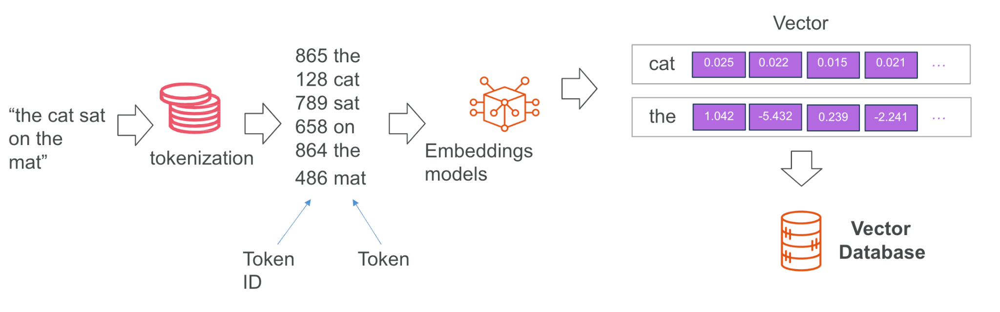 “the cat sat
on the
mat”
tokenization
865 the
128 cat
789 sat
658 on
864 the
486 mat
Token
ID
Token
Embeddings
models
Vector
cat 0.025 0.022 0.015 0.021 ...
the 1.042 -5.432 0.239 -2.241 ...
Vector
Database